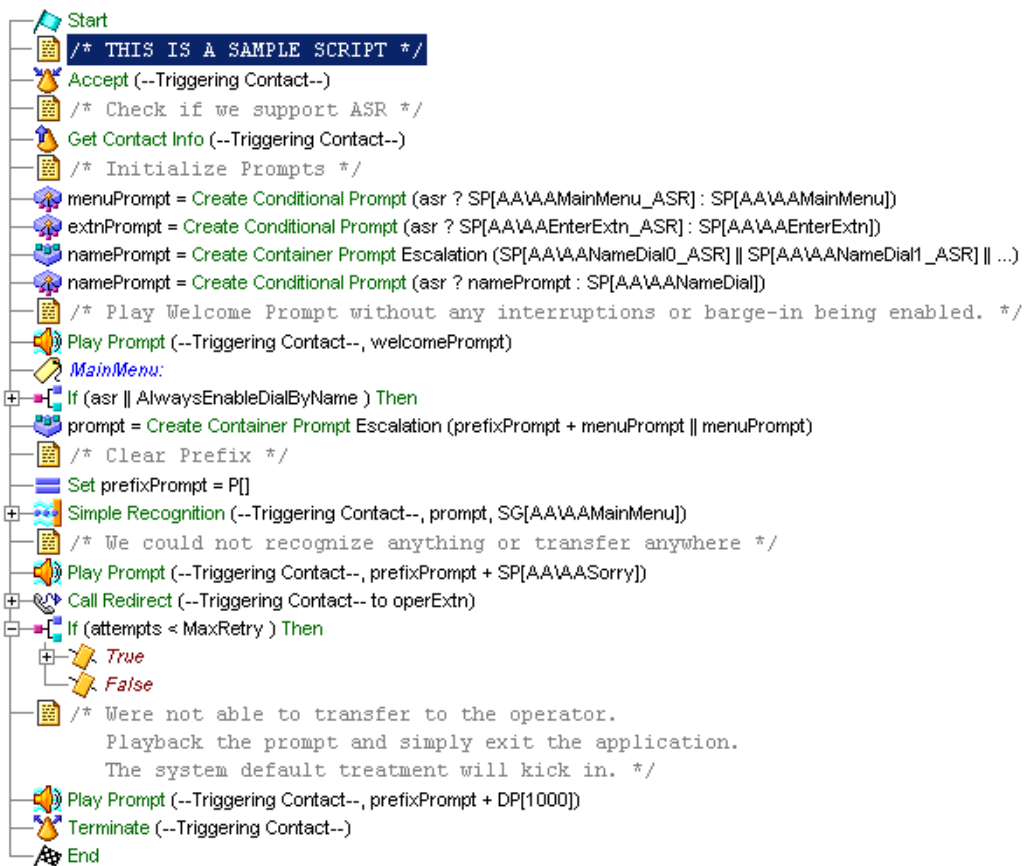 Start
/* THIS IS A SAMPLE SCRIPT */
Accept (--Triggering Contact--)
/* Check if we support ASR */
Get Contact Info (--Triggering Contact--)
/* Initialize Prompts */
menuPrompt = Create Conditional Prompt (asr ? SP[AA\AAMainMenu_ASR] : SP[AA\AAMainMenu])
extnPrompt = Create Conditional Prompt (asr ? SP[AA\AAEnterExtn_ASR] : SP[AA\AAEnterExtn])
namePrompt = Create Container Prompt Escalation (SP[AA\AANameDial0_ASR] || SP[AA\AANameDial1_ASR] || ...)
namePrompt = Create Conditional Prompt (asr ? namePrompt : SP[AA\AANameDial])
/* Play Welcome Prompt without any interruptions or barge-in being enabled. */
Play Prompt (--Triggering Contact--, welcomePrompt)
MainMenu:
If (asr || AlwaysEnableDialByName ) Then
prompt = Create Container Prompt Escalation (prefixPrompt + menuPrompt || menuPrompt)
/* Clear Prefix */
Set prefixPrompt = P[]
Simple Recognition (--Triggering Contact--, prompt, SG[AA\AAMainMenu])
/* We could not recognize anything or transfer anywhere */
Play Prompt (--Triggering Contact--, prefixPrompt + SP[AA\AASorry])
Call Redirect (--Triggering Contact-- to operExtn)
If (attempts < MaxRetry ) Then
True
False
/* Were not able to transfer to the operator.
Playback the prompt and simply exit the application.
The system default treatment will kick in. */
Play Prompt (--Triggering Contact--, prefixPrompt + DP[1000])
Terminate (--Triggering Contact--)
End